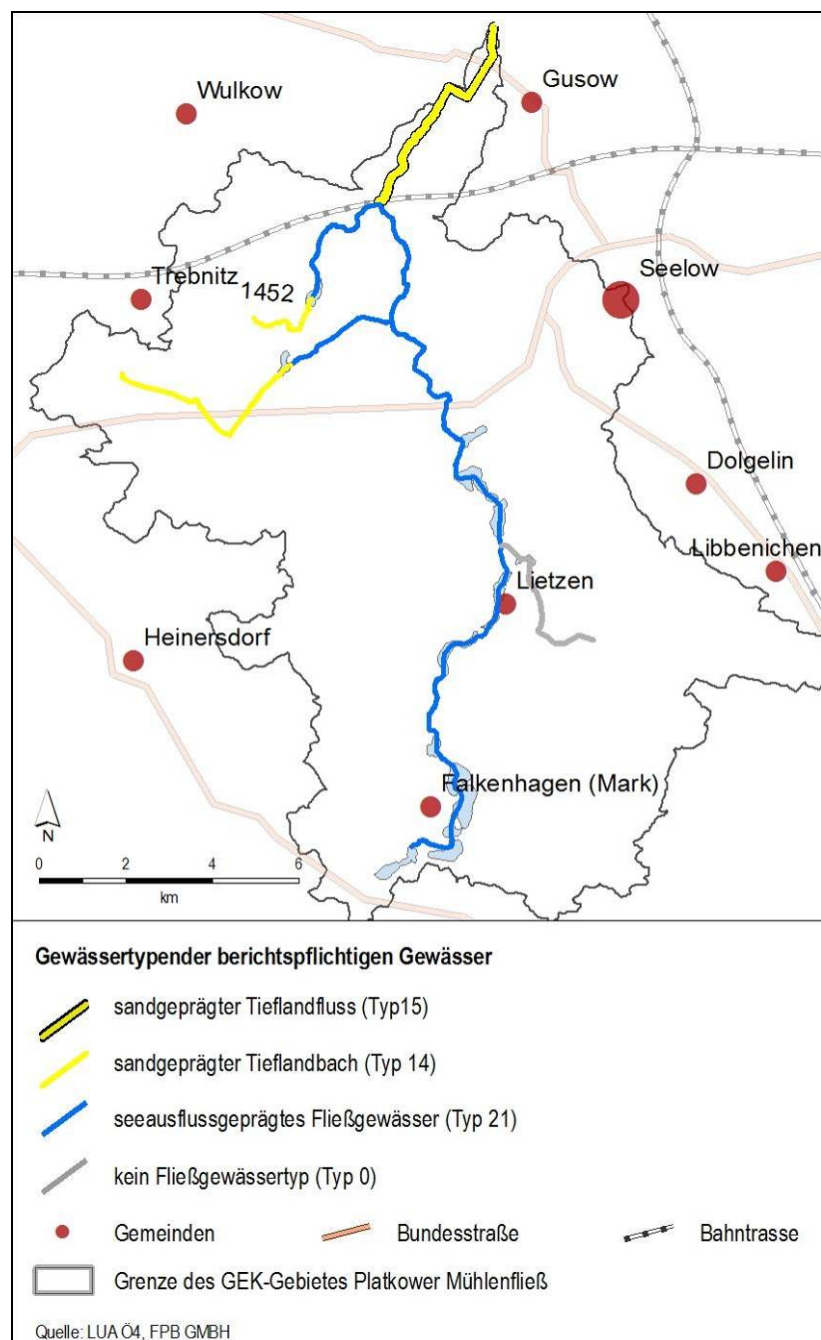 Wulkow
Gusow
Trebnitz
1452
Seelow
Dolgelin
Libbenichen
Lietzen
Heinersdorf
Falkenhagen (Mark)
N
0 2 4 6
km
Gewässertypender berichtspflichtigen Gewässer
sandgeprägter Tieflandfluss (Typ15)
sandgeprägter Tieflandbach (Typ 14)
seeausflussgeprägtes Fließgewässer (Typ 21)
kein Fließgewässertyp (Typ 0)
Gemeinden Bundesstraße Bahntrasse
Grenze des GEK-Gebietes Platkower Mühlenfließ
Quelle: LUA Ö4, FPB GMBH